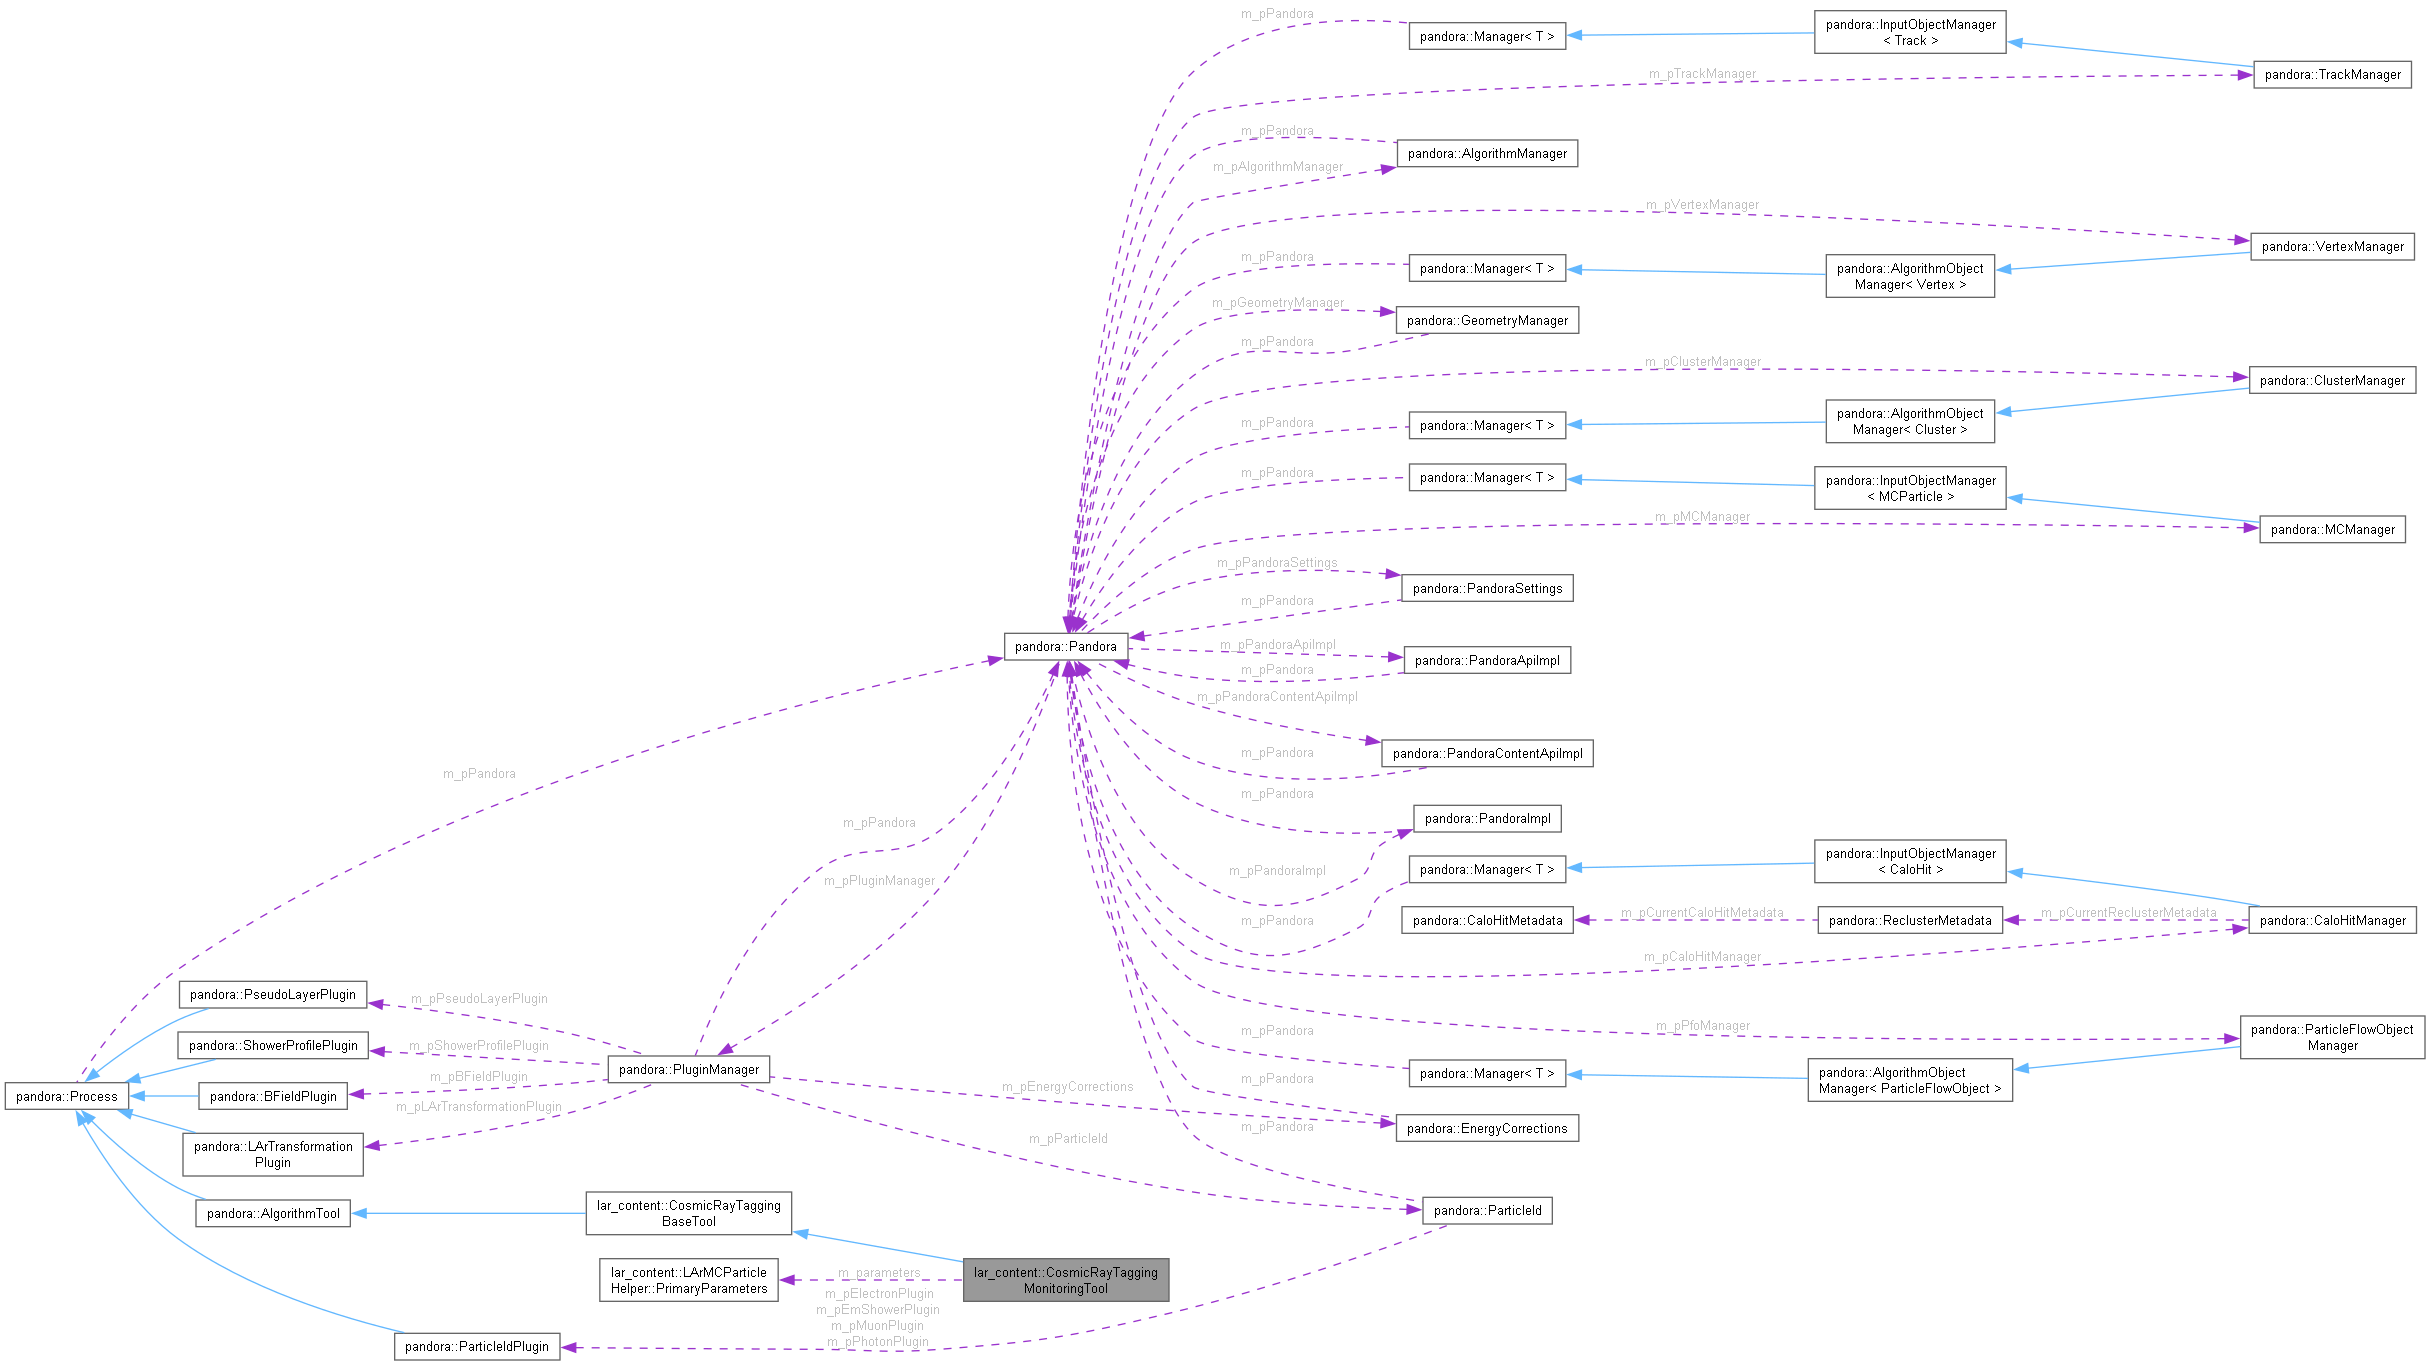 m_pPandora
pandora::Manager< T >
pandora::InputObjectManager
< Track >
m_pTrackManager
pandora::TrackManager
m_pPandora
pandora::AlgorithmManager
m_pAlgorithmManager
m_pVertexManager
pandora::VertexManager
m_pPandora
pandora::Manager< T >
pandora::AlgorithmObject
Manager< Vertex >
m_pGeometryManager
pandora::GeometryManager
m_pPandora
m_pClusterManager
pandora::ClusterManager
m_pPandora
pandora::Manager< T >
pandora::AlgorithmObject
Manager< Cluster >
m_pPandora
pandora::Manager< T >
pandora::InputObjectManager
< MCParticle >
m_pMCManager
pandora::MCManager
m_pPandoraSettings
pandora::PandoraSettings
m_pPandora
pandora::Pandora
m_pPandoraApiImpl
pandora::PandoraApiImpl
m_pPandora
m_pPandoraContentApiImpl
m_pPandora
pandora::PandoraContentApiImpl
m_pPandora
m_pPandora
pandora::PandoraImpl
m_pPandora
m_pPluginManager
m_pPandoraImpl
pandora::Manager< T >
pandora::InputObjectManager
< CaloHit >
m_pPandora
pandora::CaloHitMetadata
m_pCurrentCaloHitMetadata
pandora::ReclusterMetadata
m_pCurrentReclusterMetadata
pandora::CaloHitManager
m_pCaloHitManager
pandora::PseudoLayerPlugin
m_pPseudoLayerPlugin
m_pPfoManager
pandora::ParticleFlowObject
Manager
m_pPandora
pandora::ShowerProfilePlugin
m_pShowerProfilePlugin
pandora::PluginManager
pandora::Manager< T >
pandora::AlgorithmObject
Manager< ParticleFlowObject >
pandora::Process
pandora::BFieldPlugin
m_pBFieldPlugin
m_pEnergyCorrections
m_pPandora
pandora::EnergyCorrections
m_pLArTransformationPlugin
pandora::LArTransformation
Plugin
m_pParticleId
m_pPandora
pandora::AlgorithmTool
lar_content::CosmicRayTagging
BaseTool
pandora::ParticleId
lar_content::LArMCParticle
Helper::PrimaryParameters
m_parameters
lar_content::CosmicRayTagging
MonitoringTool
m_pElectronPlugin
m_pEmShowerPlugin
m_pMuonPlugin
m_pPhotonPlugin
pandora::ParticleIdPlugin